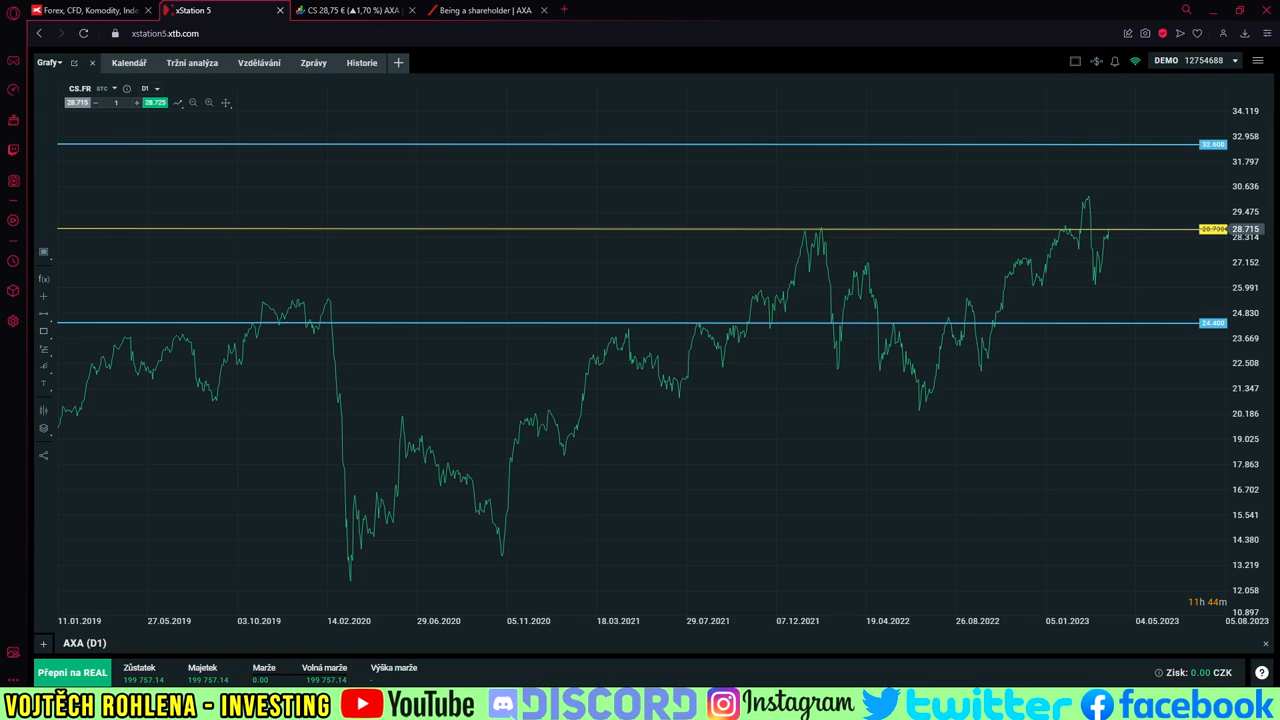 Forex, CFD, Komodity, Inde
xStation 5
CS 28,75 € (▲1,70 %) AXA
Being a shareholder | AXA
xstation5.xtb.com
Grafy
Kalendář
Tržní analýza
Vzdělávání
Zprávy
Historie
DEMO 12754688
CS.FR STC D1
28.715 1 28.725
34.119
32.958
32.600
31.797
30.636
29.475
28.715
28.314
27.152
25.991
24.830
24.400
23.669
22.508
21.347
20.186
19.025
17.863
16.702
15.541
14.380
13.219
12.058
10.897
f(x)
T
11h 44m
11.01.2019 27.05.2019 03.10.2019 14.02.2020 29.06.2020 05.11.2020 18.03.2021 29.07.2021 07.12.2021 19.04.2022 26.08.2022 05.01.2023 04.05.2023 05.08.2023
AXA (D1)
Přepni na REAL
Zůstatek Majetek Marže Volná marže Výška marže
199 757.14 199 757.14 0.00 199 757.14 -
Zisk: 0.00 CZK
VOJTĚCH ROHLENA - INVESTING YouTube DISCORD Instagram twitter facebook